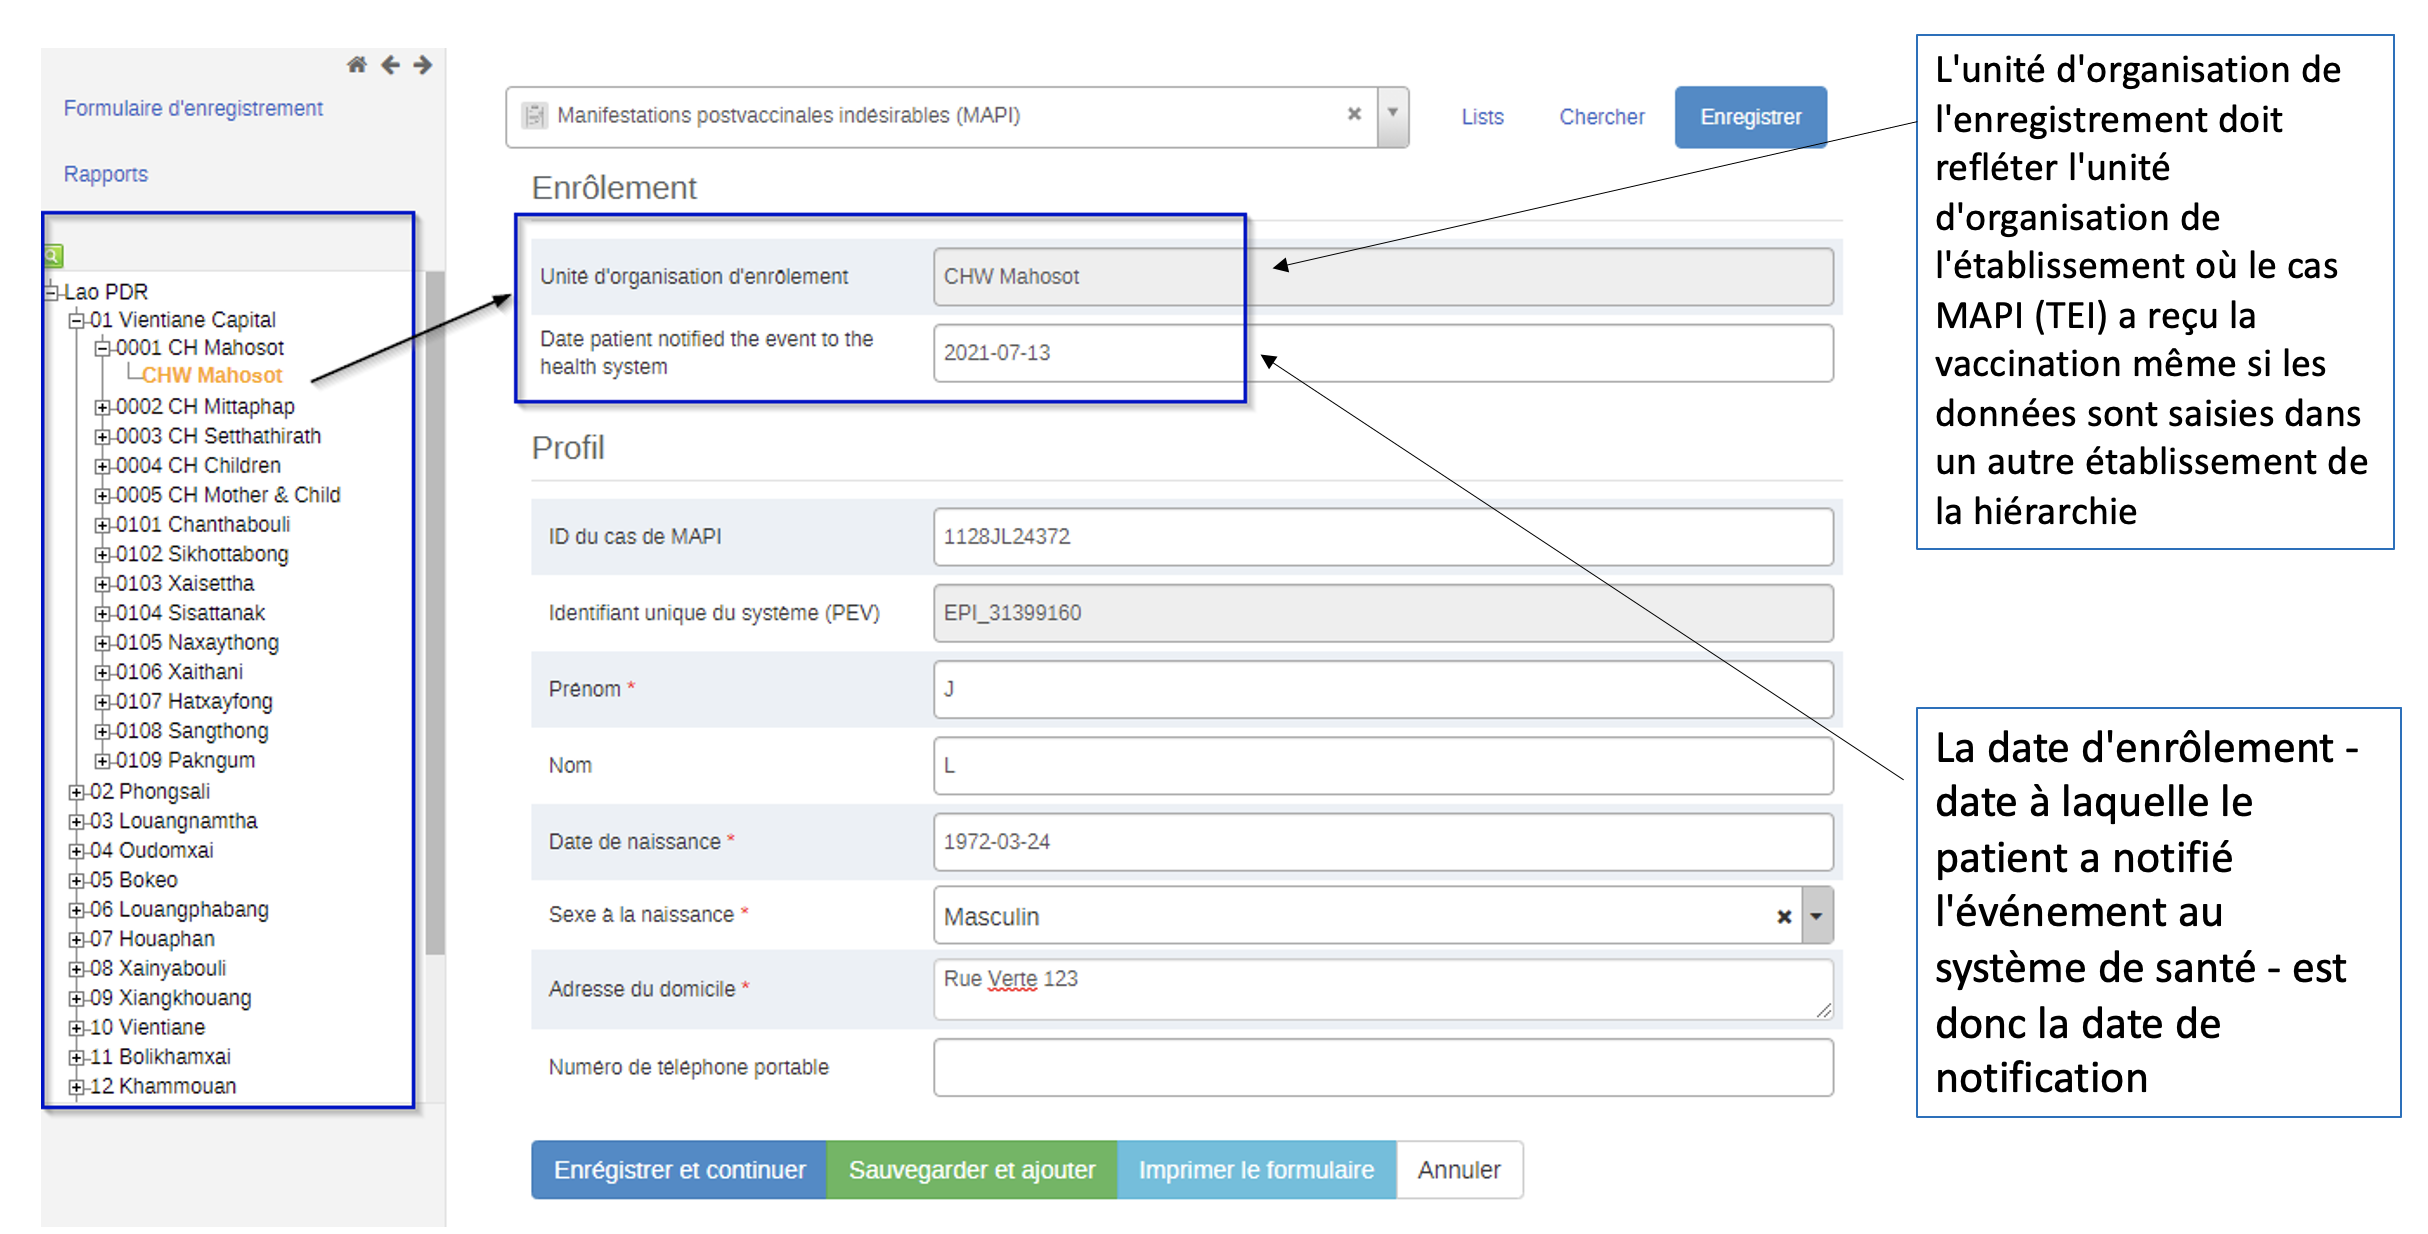 Formulaire d'enregistrement
Rapports
Lao PDR
01 Vientiane Capital
0001 CH Mahosot
CHW Mahosot
0002 CH Mittaphap
0003 CH Setthathirath
0004 CH Children
0005 CH Mother & Child
0101 Chanthabouli
0102 Sikhottabong
0103 Xaisettha
0104 Sisattanak
0105 Naxaythong
0106 Xaithani
0107 Hatxayfong
0108 Sangthong
0109 Pakngum
02 Phongsali
03 Louangnamtha
04 Oudomxai
05 Bokeo
06 Louangphabang
07 Houaphan
08 Xainyabouli
09 Xiangkhouang
10 Vientiane
11 Bolikhamxai
12 Khammouan
Manifestations postvaccinales indésirables (MAPI)
Lists
Chercher
Enregistrer
Enrôlement
Unité d'organisation d'enrôlement
CHW Mahosot
Date patient notified the event to the
health system
2021-07-13
Profil
ID du cas de MAPI
1128JL24372
Identifiant unique du système (PEV)
EPI_31399160
Prénom *
J
Nom
L
Date de naissance *
1972-03-24
Sexe à la naissance *
Masculin
Adresse du domicile *
Rue Verte 123
Numéro de téléphone portable
Enrégistrer et continuer
Sauvegarder et ajouter
Imprimer le formulaire
Annuler
L'unité d'organisation de
l'enregistrement doit
refléter l'unité
d'organisation de
l'établissement où le cas
MAPI (TEI) a reçu la
vaccination même si les
données sont saisies dans
un autre établissement de
la hiérarchie
La date d'enrôlement -
date à laquelle le
patient a notifié
l'événement au
système de santé - est
donc la date de
notification